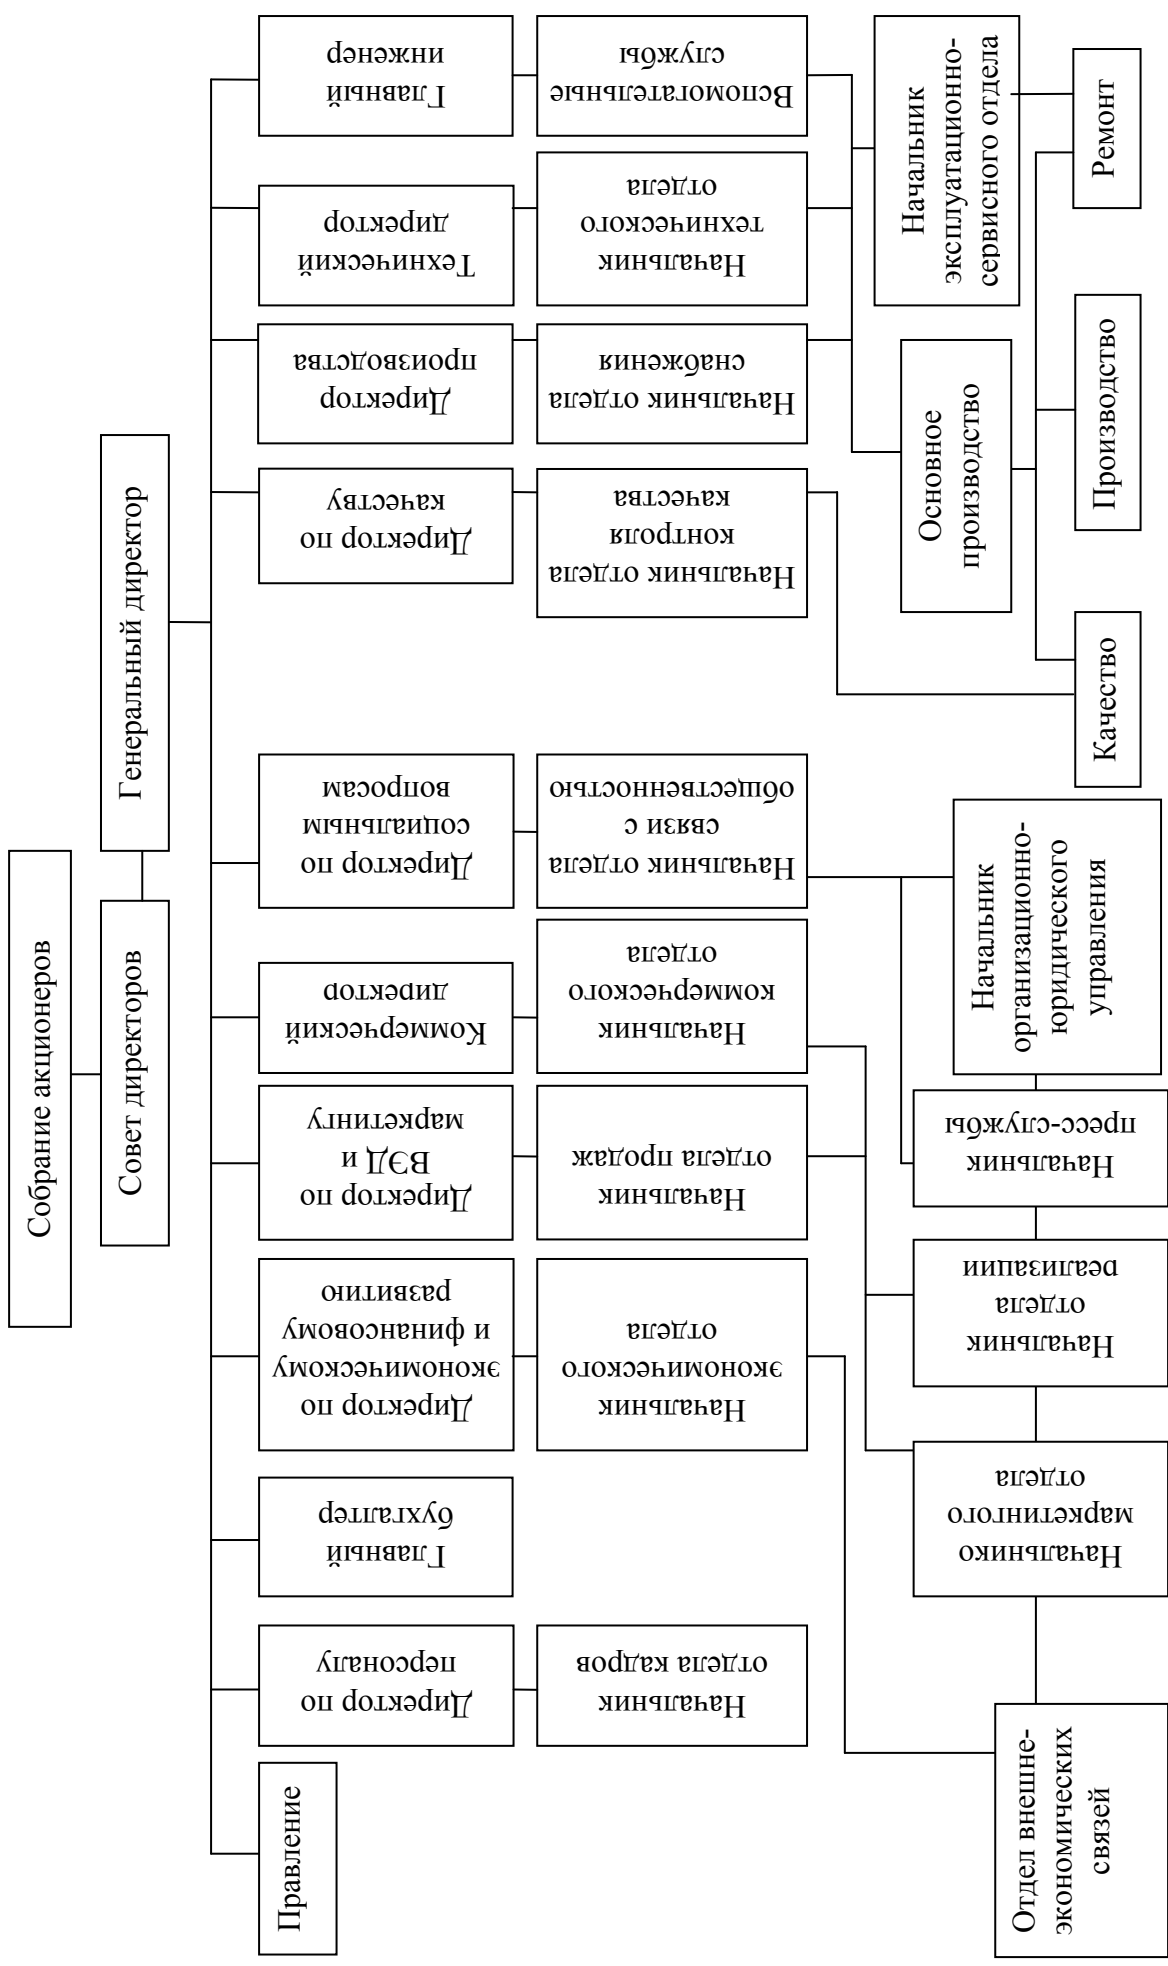 Собрание акционеров
Совет директоров
Генеральный директор
Правление
Директор по
персоналу
Главный
бухгалтер
Директор по
экономическому
и финансовому
развитию
Директор по
ВЭД и
маркетингу
Коммерческий
директор
Директор по
социальным
вопросам
Директор по
качеству
Директор
производства
Технический
директор
Главный
инженер
Начальник
отдела кадров
Начальник
экономического
отдела
Начальник
отдела продаж
Начальник
коммерческого
отдела
Начальник отдела
связи с
общественностью
Начальник отдела
контроля
качества
Начальник отдела
снабжения
Начальник
технического
отдела
Вспомогательные
службы
Отдел внешне-
экономических
связей
Начальнико
маркетингого
отдела
Начальник
отдела
реализации
Начальник
пресс-службы
Начальник
организационно-
юридического
управления
Основное
производство
Начальник
эксплуатационно-
сервисного отдела
Качество
Производство
Ремонт